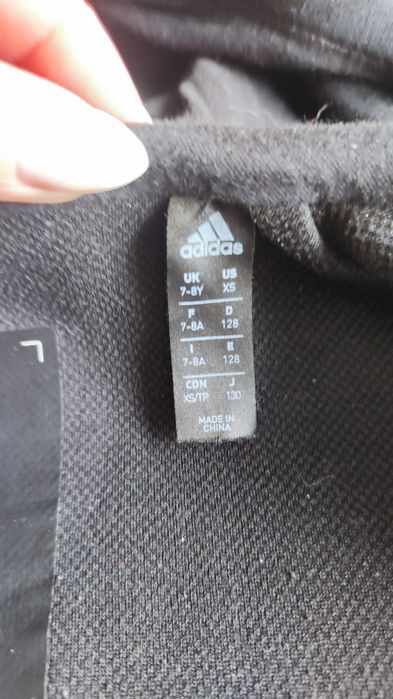 adidas
UK US
7-8Y XS
F D
7-8A 128
I E
7-8A 128
CDN J
XS/TP 130
MADE IN
CHINA